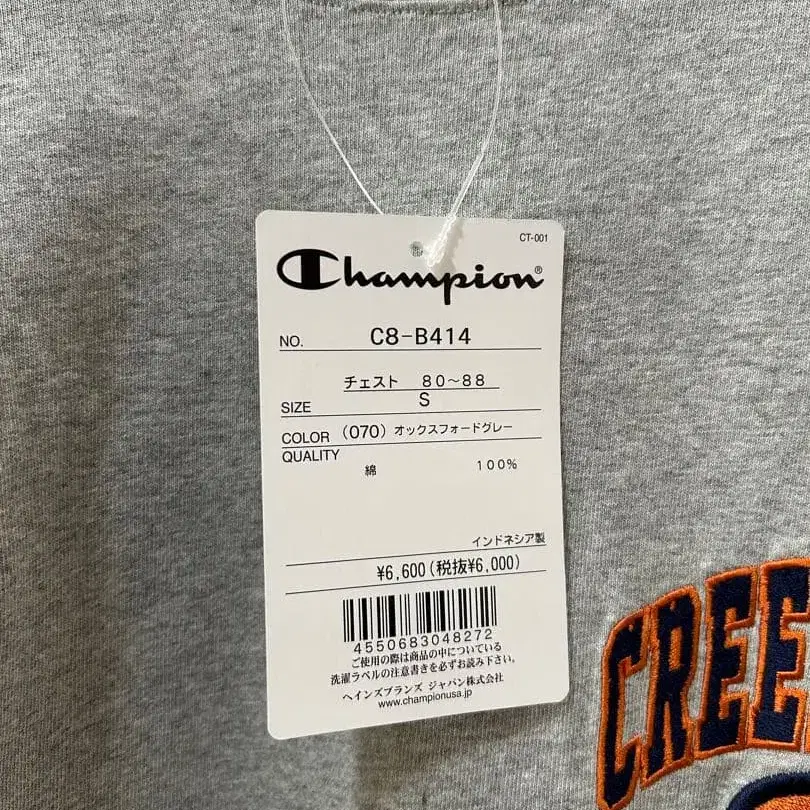 CT-001
Champion®
NO. C8-B414
チェスト 80～88
SIZE S
COLOR (070) オックスフォードグレー
QUALITY
綿 100%
インドネシア製
¥6,600(税抜¥6,000)
4550683048272
ご使用の際は商品の中についている
洗濯ラベルの注意書きを必ずお読み下さい。
ヘインズブランズ ジャパン株式会社
www.championusa.jp
CREE